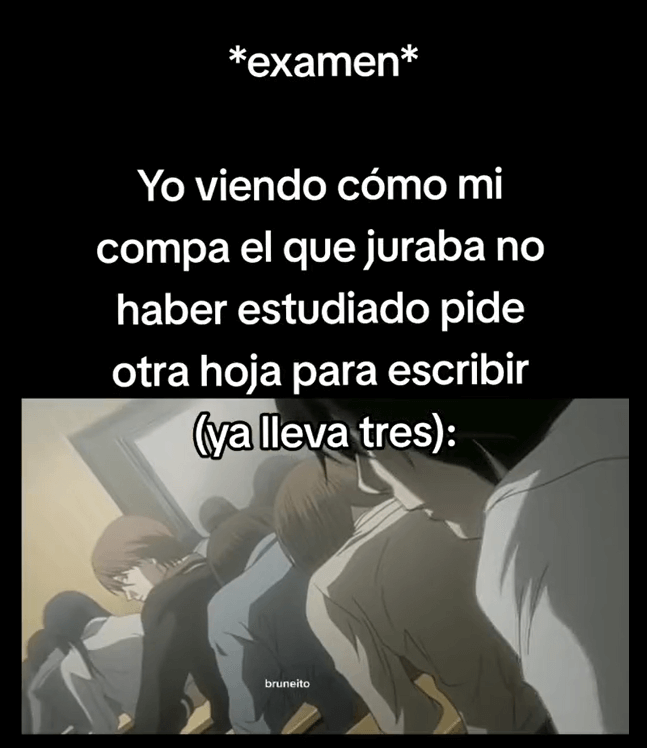 *examen*
Yo viendo cómo mi
compa el que juraba no
haber estudiado pide
otra hoja para escribir
(ya lleva tres):
bruneito